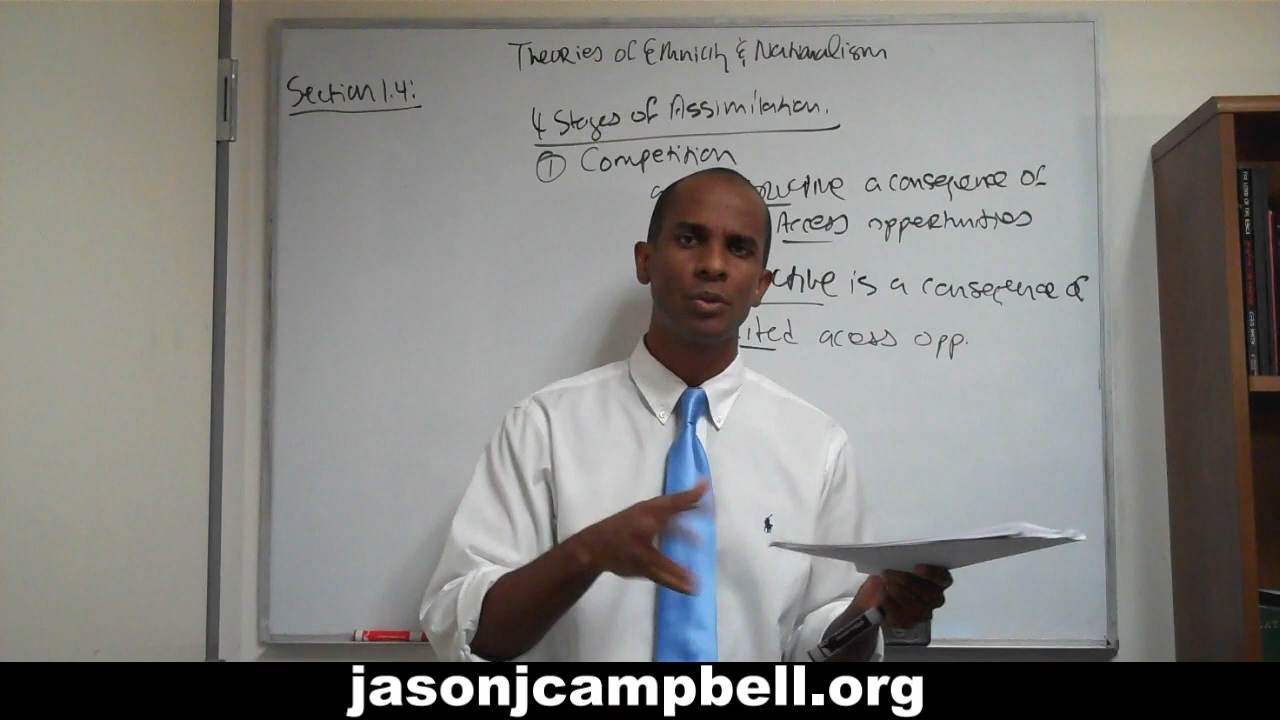 Theories of Ethnicity & Nationalism
Section 1.4:
4 Stages of Assimilation.
① Competition
a consequence of
Access opportunities
is a consequence of
acess opp.
jasonjcampbell.org